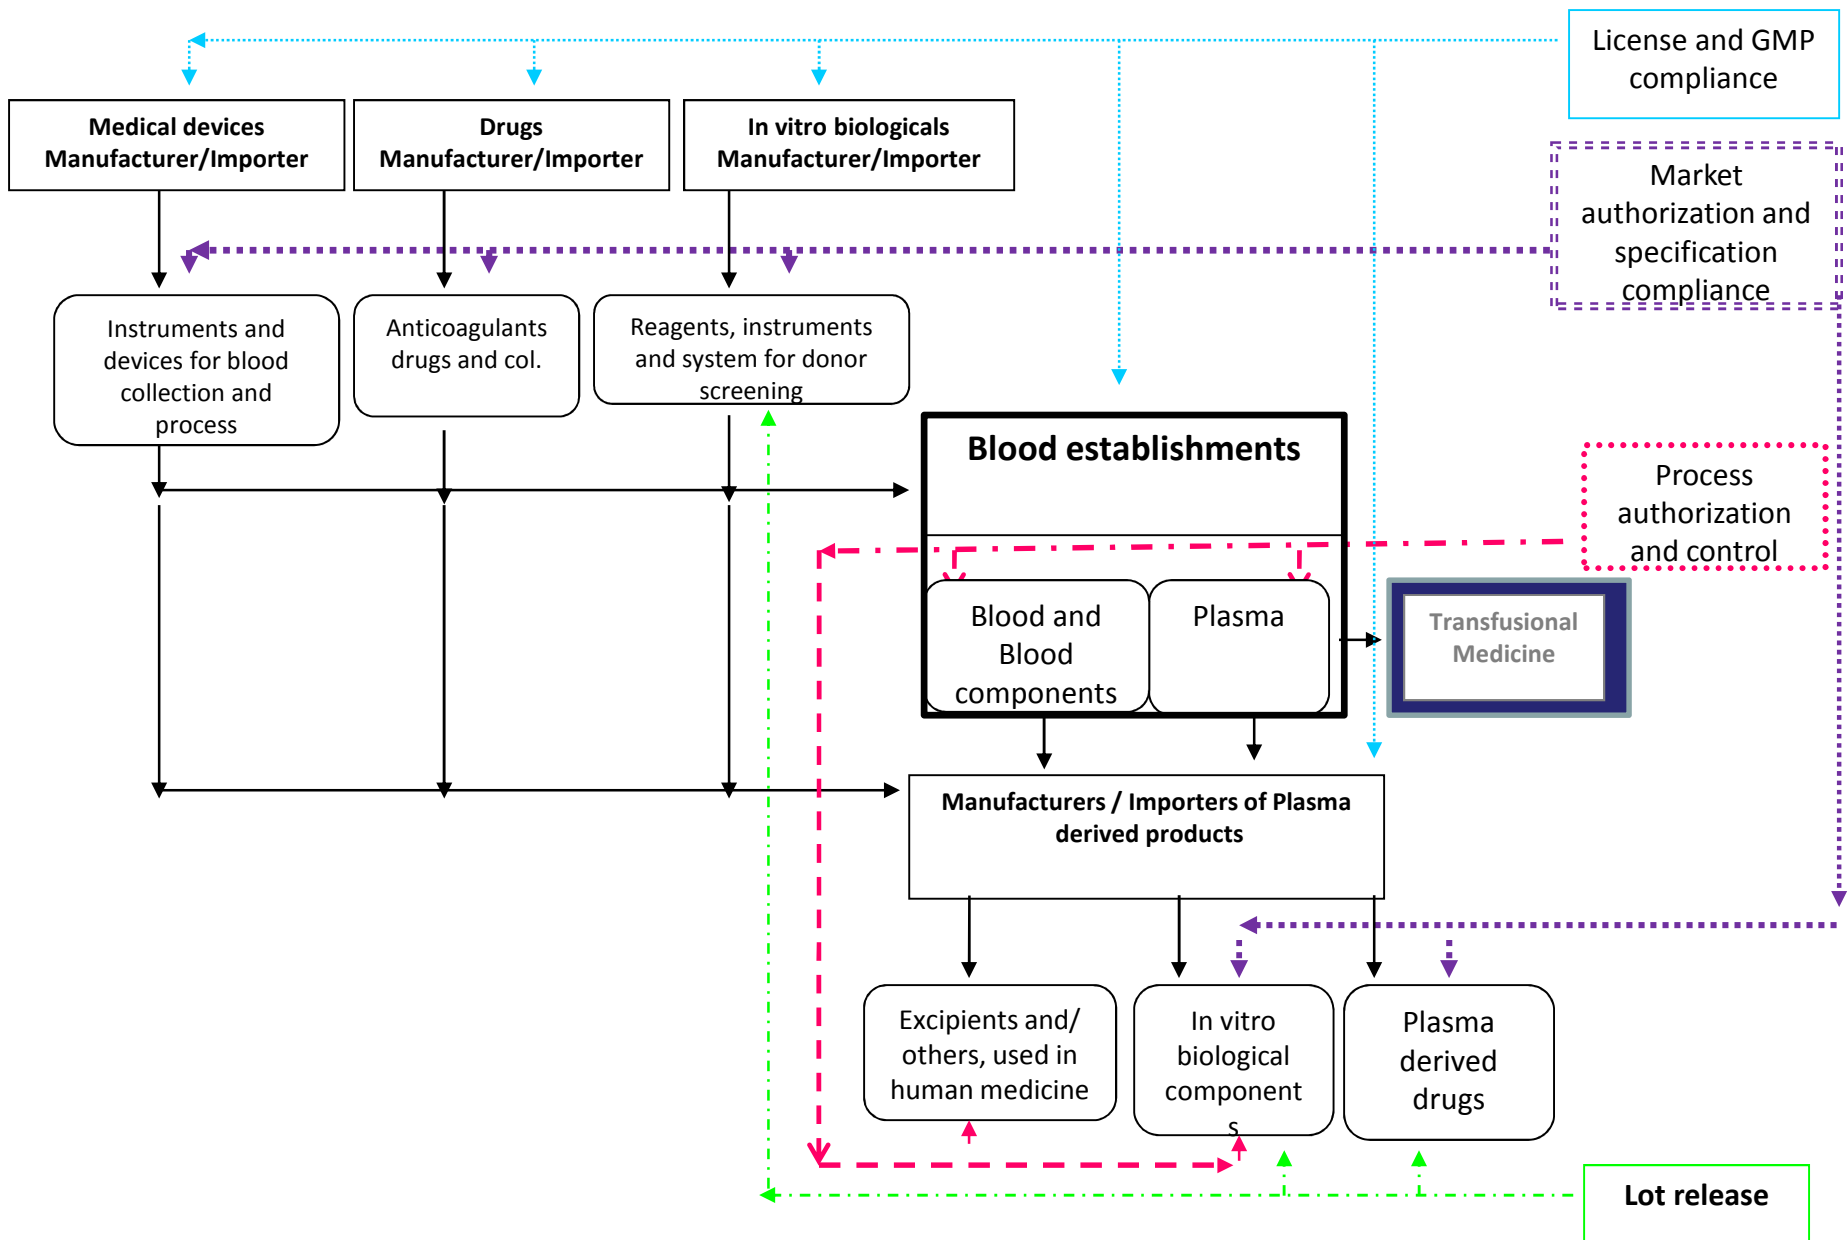 License and GMP
compliance
Medical devices
Manufacturer/Importer
Drugs
Manufacturer/Importer
In vitro biologicals
Manufacturer/Importer
Market
authorization and
specification
compliance
Instruments and
devices for blood
collection and
process
Anticoagulants
drugs and col.
Reagents, instruments
and system for donor
screening
Blood establishments
Process
authorization
and control
Blood and
Blood
components
Plasma
Transfusional
Medicine
Manufacturers / Importers of Plasma
derived products
Excipients and/
others, used in
human medicine
In vitro
biological
component
s
Plasma
derived
drugs
Lot release